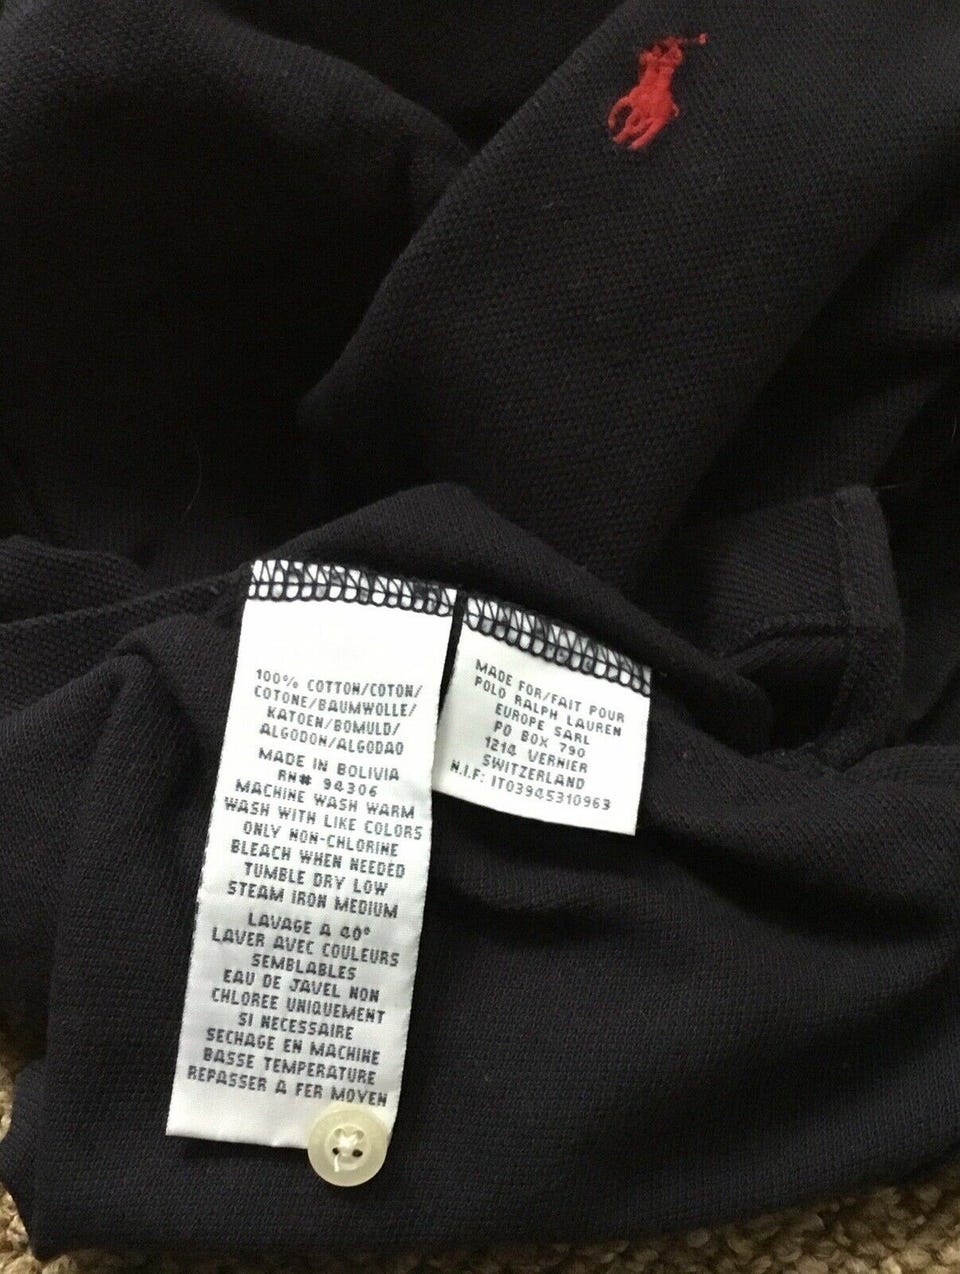 100% COTTON/COTON/
COTONE/BAUMWOLLE/
KATOEN/BOMULD/
ALGODON/ALGODAO
MADE IN BOLIVIA
RN# 94306
MACHINE WASH WARM
WASH WITH LIKE COLORS
ONLY NON-CHLORINE
BLEACH WHEN NEEDED
TUMBLE DRY LOW
STEAM IRON MEDIUM
LAVAGE A 40°
LAVER AVEC COULEURS
SEMBLABLES
EAU DE JAVEL NON
CHLOREE UNIQUEMENT
SI NECESSAIRE
SECHAGE EN MACHINE
BASSE TEMPERATURE
REPASSER A FER MOYEN
MADE FOR/FAIT POUR
POLO RALPH LAUREN
EUROPE SARL
PO BOX 790
1214 VERNIER
SWITZERLAND
N.I.F: IT03945310963